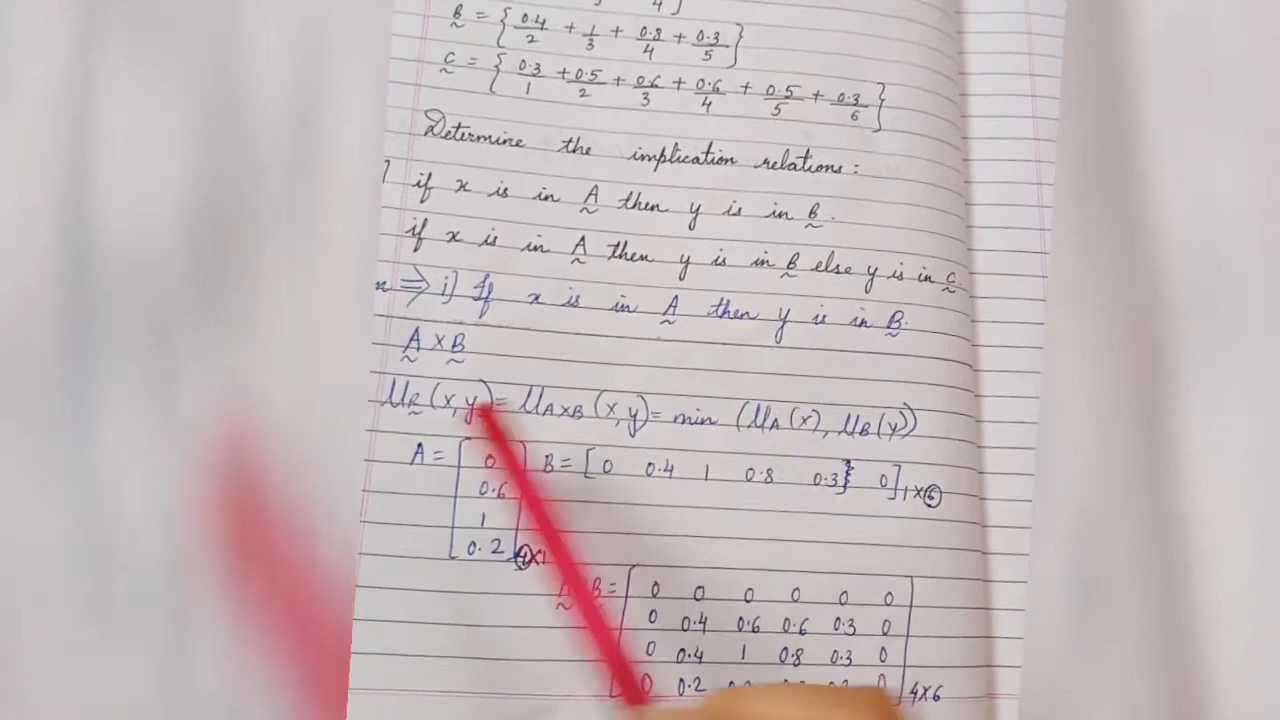 4 }
B = { 0.4/2 + 1/3 + 0.8/4 + 0.3/5 }
C = { 0.3/1 + 0.5/2 + 0.6/3 + 0.6/4 + 0.5/5 + 0.3/6 }
Determine the implication relations:
if x is in A then y is in B.
if x is in A then y is in B else y is in C.
⇒ i) If x is in A then y is in B.
A × B
μR (x, y) = μA×B (x, y) = min (μA(x), μB(y))
A = [ 0 B = [ 0 0.4 1 0.8 0.3 0 ] 1×6
0.6
1
0.2 ] 4×1
B = [ 0 0 0 0 0 0
0 0.4 0.6 0.6 0.3 0
0 0.4 1 0.8 0.3 0
0 0.2 0 ] 4×6